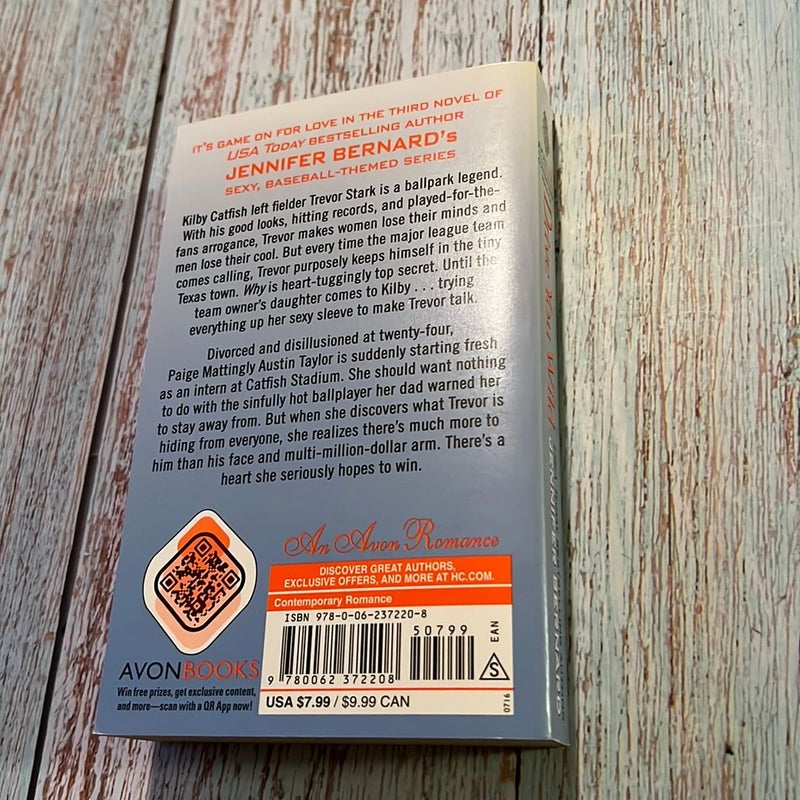 IT'S GAME ON FOR LOVE IN THE THIRD NOVEL OF
USA TODAY BESTSELLING AUTHOR
JENNIFER BERNARD'S
SEXY, BASEBALL-THEMED SERIES
Kilby Catfish left fielder Trevor Stark is a ballpark legend.
With his good looks, hitting records, and played-for-the-
fans arrogance, Trevor makes women lose their minds and
men lose their cool. But every time the major league team
comes calling, Trevor purposely keeps himself in the tiny
Texas town. Why is heart-tuggingly top secret. Until the
team owner's daughter comes to Kilby . . . trying
everything up her sexy sleeve to make Trevor talk.
Divorced and disillusioned at twenty-four,
Paige Mattingly Austin Taylor is suddenly starting fresh
as an intern at Catfish Stadium. She should want nothing
to do with the sinfully hot ballplayer her dad warned her
to stay away from. But when she discovers what Trevor is
hiding from everyone, she realizes there's much more to
him than his face and multi-million-dollar arm. There's a
heart she seriously hopes to win.
An Avon Romance
DISCOVER GREAT AUTHORS,
EXCLUSIVE OFFERS, AND MORE AT HC.COM.
Contemporary Romance
ISBN 978-0-06-237220-8
50799
EAN
9 780062 372208
S
USA $7.99 / $9.99 CAN
0716
AVONBOOKS
Win free prizes, get exclusive content,
and more—scan with a QR App now!
You Wild JENNIFER BERNARD